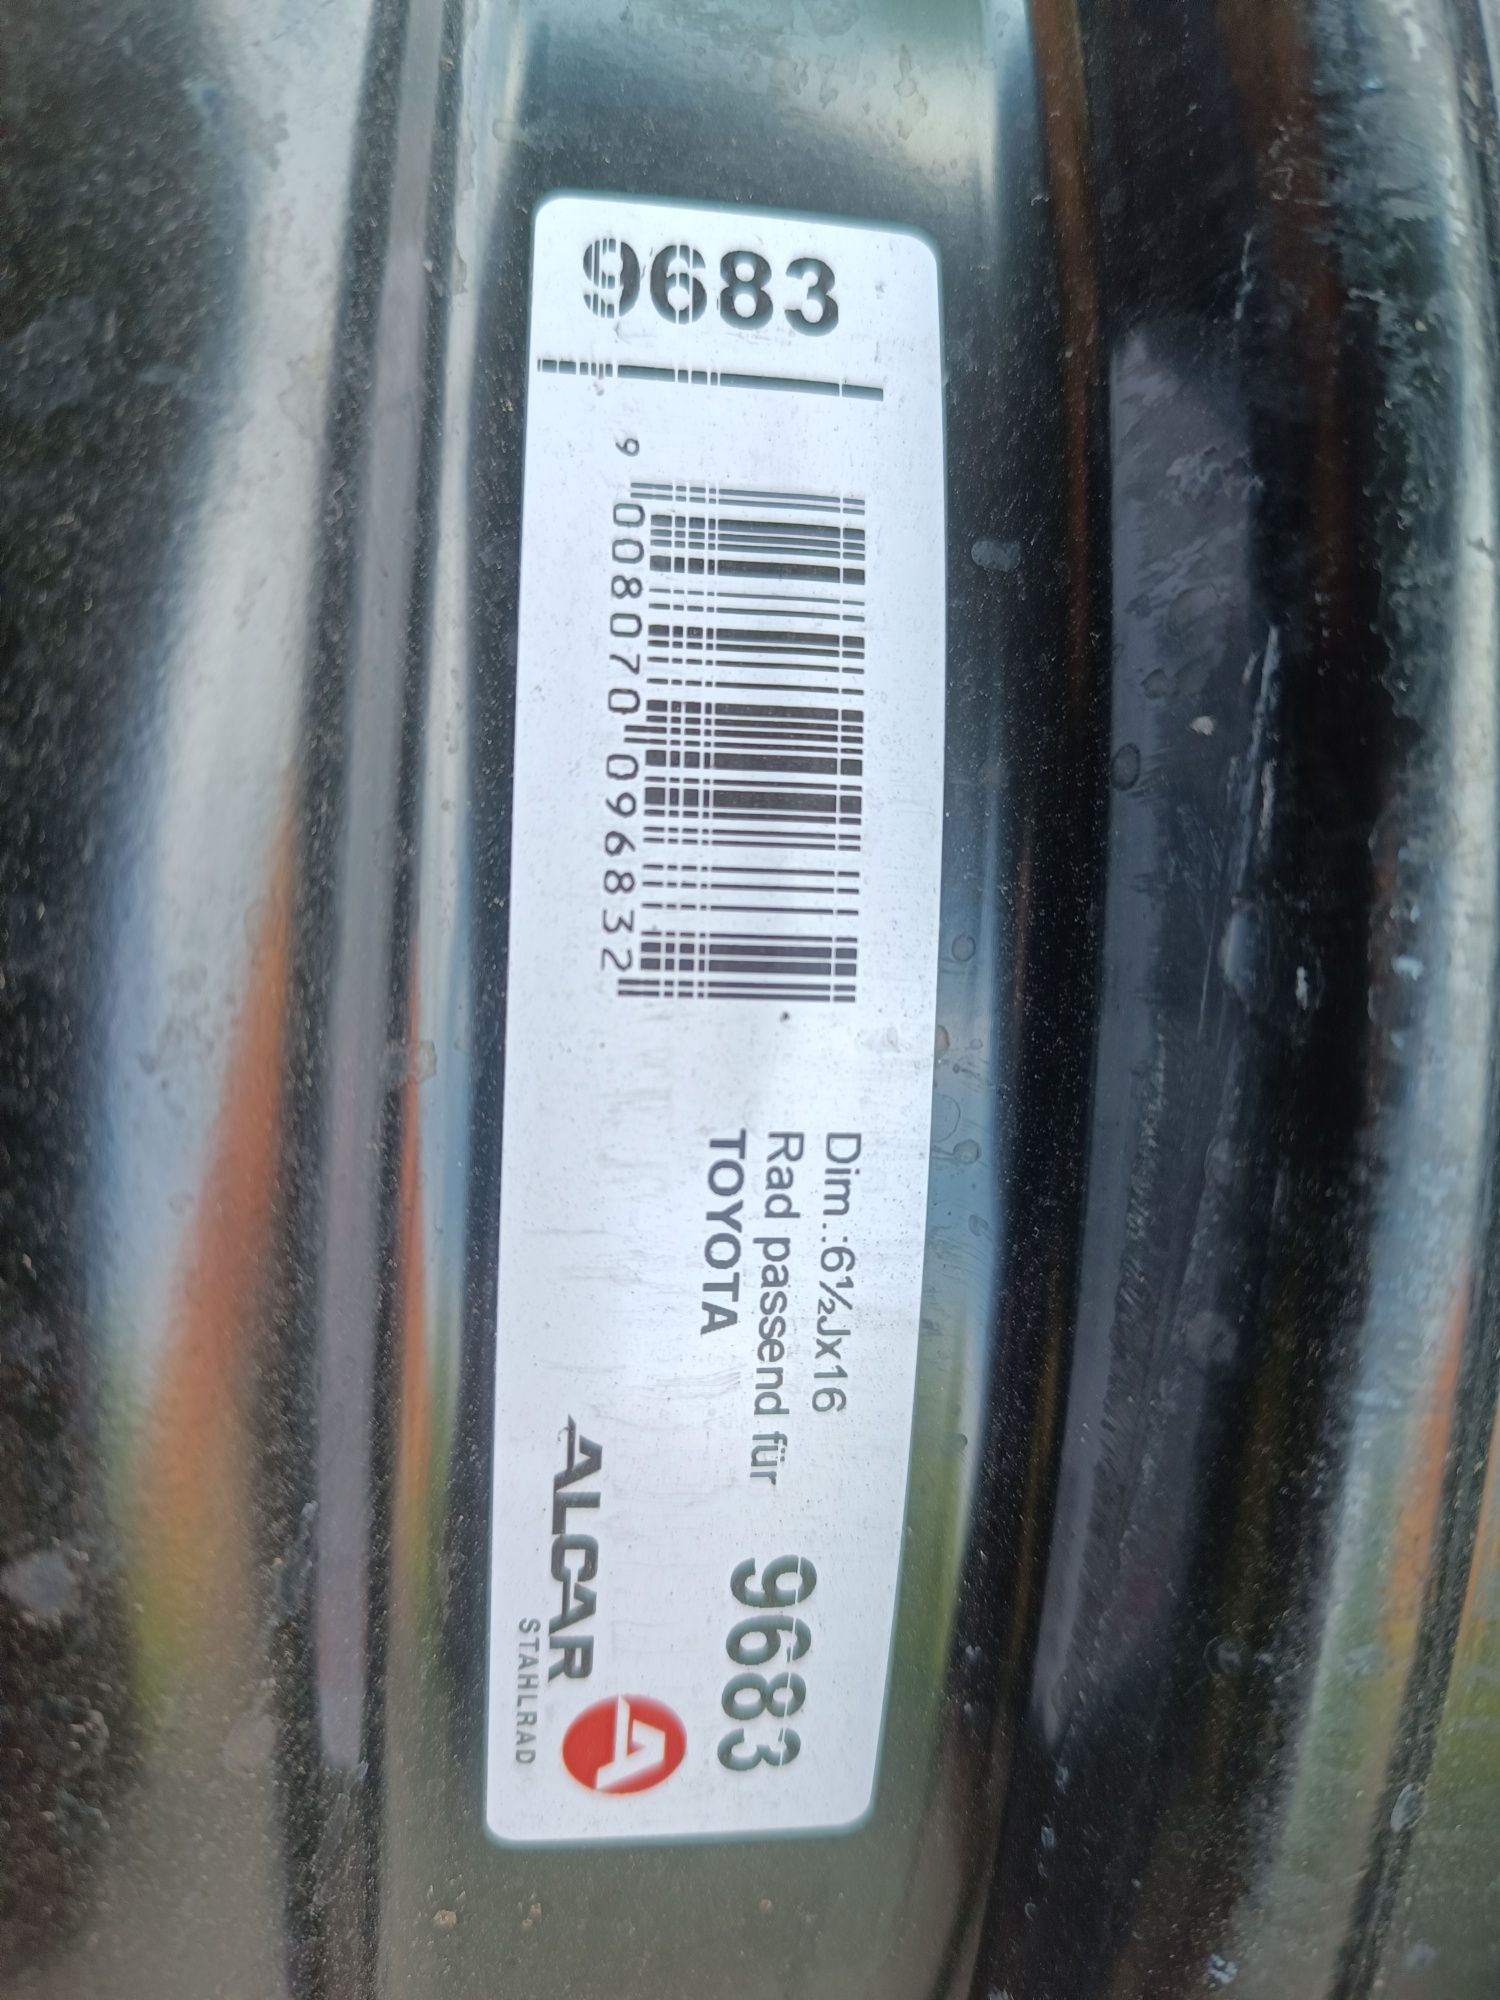 9683
9 008070 096832
Dim.:6½Jx16
Rad passend für
TOYOTA
9683
ALCAR
STAHLRAD